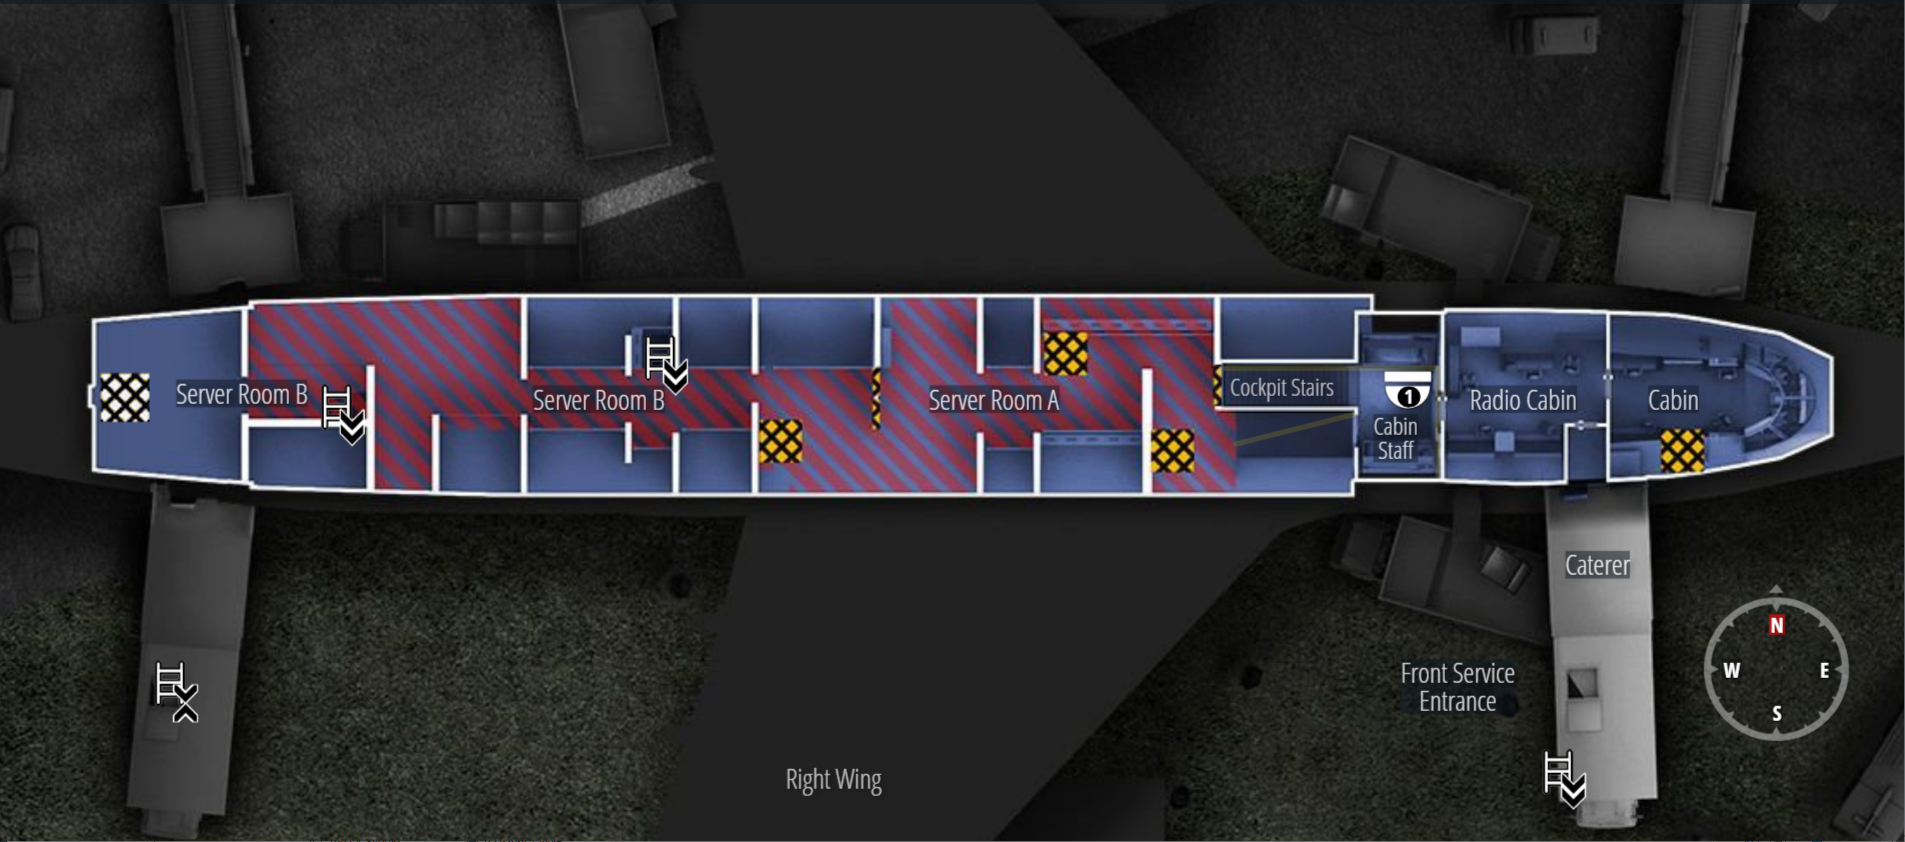 Server Room B
Server Room B
Server Room A
Cockpit Stairs
1
Cabin
Staff
Radio Cabin
Cabin
Caterer
Front Service
Entrance
Right Wing
N
W
E
S